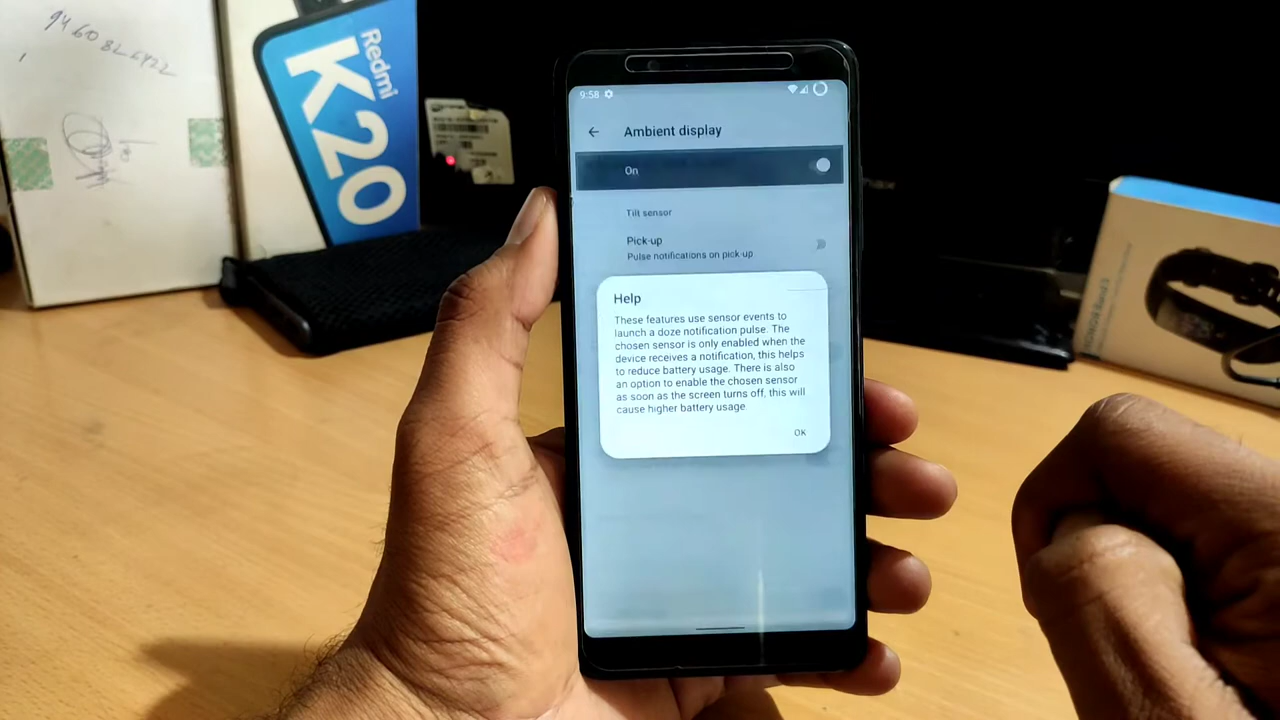 Redmi
K20
9:58
Ambient display
On
Tilt sensor
Pick-up
Pulse notifications on pick-up
Help
These features use sensor events to
launch a doze notification pulse. The
chosen sensor is only enabled when the
device receives a notification, this helps
to reduce battery usage. There is also
an option to enable the chosen sensor
as soon as the screen turns off, this will
cause higher battery usage
OK